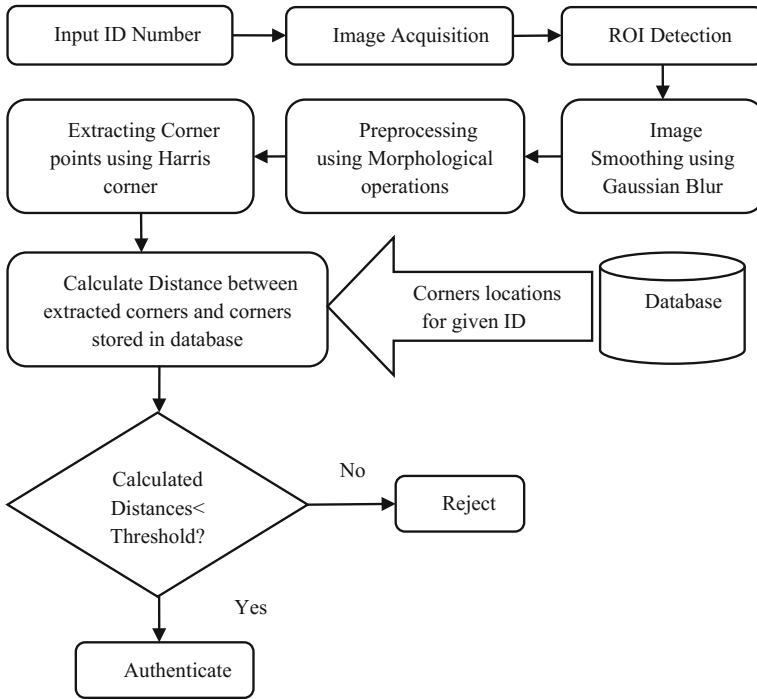 Input ID Number
Image Acquisition
ROI Detection
Image
Smoothing using
Gaussian Blur
Preprocessing
using Morphological
operations
Extracting Corner
points using Harris
corner
Calculate Distance between
extracted corners and corners
stored in database
Corners locations
for given ID
Database
Calculated
Distances<
Threshold?
No
Reject
Yes
Authenticate